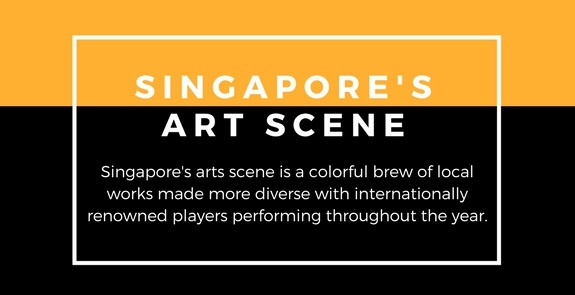 SINGAPORE'S
ART SCENE
Singapore's arts scene is a colorful brew of local
works made more diverse with internationally
renowned players performing throughout the year.